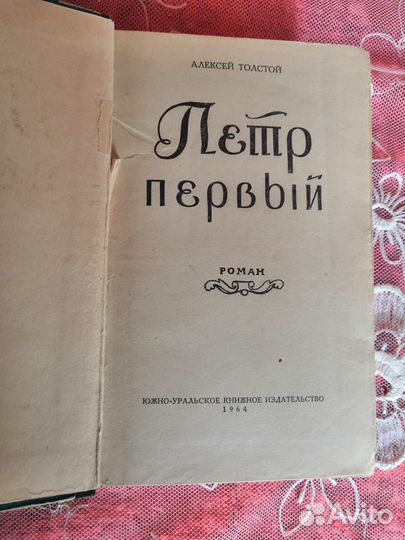 АЛЕКСЕЙ ТОЛСТОЙ
Петр
первый
РОМАН
ЮЖНО-УРАЛЬСКОЕ КНИЖНОЕ ИЗДАТЕЛЬСТВО
1964
Avito